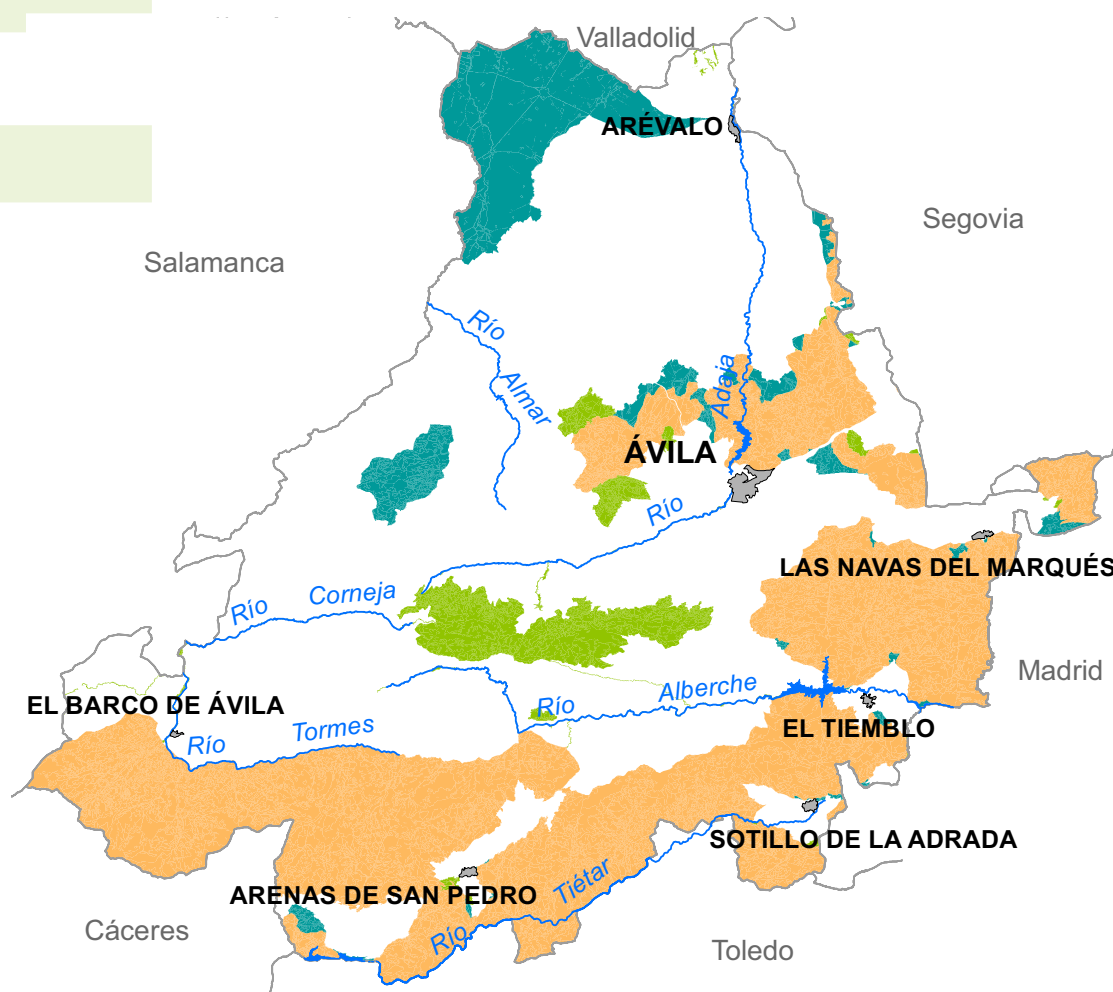 Valladolid
ARÉVALO
Segovia
Salamanca
Río
Almar
Adaja
ÁVILA
Río
LAS NAVAS DEL MARQUÉS
Río
Corneja
Madrid
EL BARCO DE ÁVILA
Río
Alberche
Río
Tormes
EL TIEMBLO
SOTILLO DE LA ADRADA
ARENAS DE SAN PEDRO
Tiétar
Río
Cáceres
Toledo